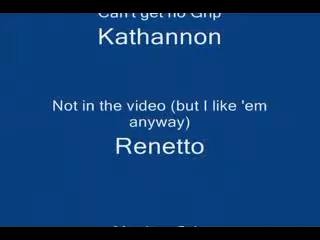 Can't get no Grip
Kathannon
Not in the video (but I like 'em
anyway)
Renetto